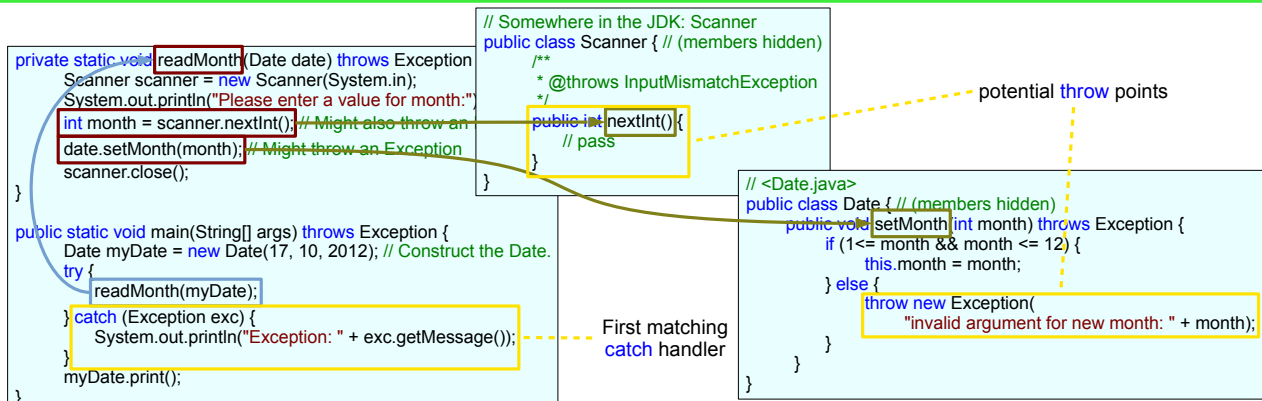 private static void readMonth(Date date) throws Exception
Scanner scanner = new Scanner(System.in);
System.out.println("Please enter a value for month:")
int month = scanner.nextInt(); // Might also throw an
date.setMonth(month); // Might throw an Exception
scanner.close();
}
public static void main(String[] args) throws Exception {
Date myDate = new Date(17, 10, 2012); // Construct the Date.
try {
readMonth(myDate);
} catch (Exception exc) {
System.out.println("Exception: " + exc.getMessage());
}
myDate.print();
}
// Somewhere in the JDK: Scanner
public class Scanner { // (members hidden)
/**
* @throws InputMismatchException
*/
public int nextInt() {
// pass
}
}
potential throw points
First matching
catch handler
// <Date.java>
public class Date { // (members hidden)
public void setMonth(int month) throws Exception {
if (1<= month && month <= 12) {
this.month = month;
} else {
throw new Exception(
"invalid argument for new month: " + month);
}
}
}